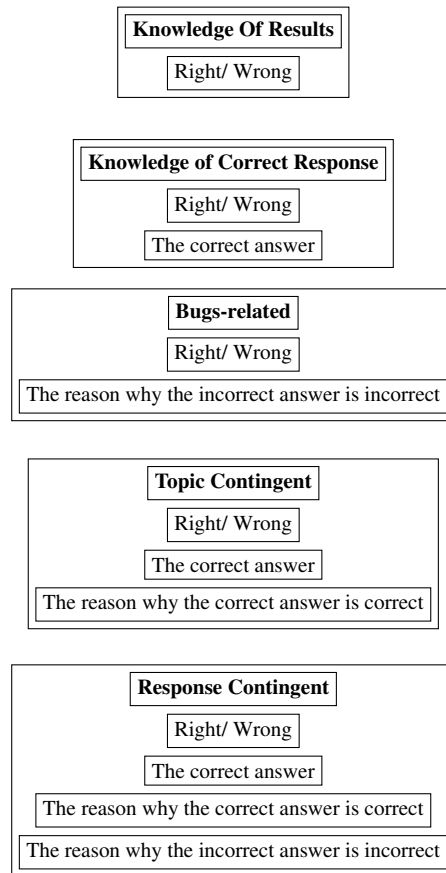 Knowledge Of Results
Right/ Wrong
Knowledge of Correct Response
Right/ Wrong
The correct answer
Bugs-related
Right/ Wrong
The reason why the incorrect answer is incorrect
Topic Contingent
Right/ Wrong
The correct answer
The reason why the correct answer is correct
Response Contingent
Right/ Wrong
The correct answer
The reason why the correct answer is correct
The reason why the incorrect answer is incorrect